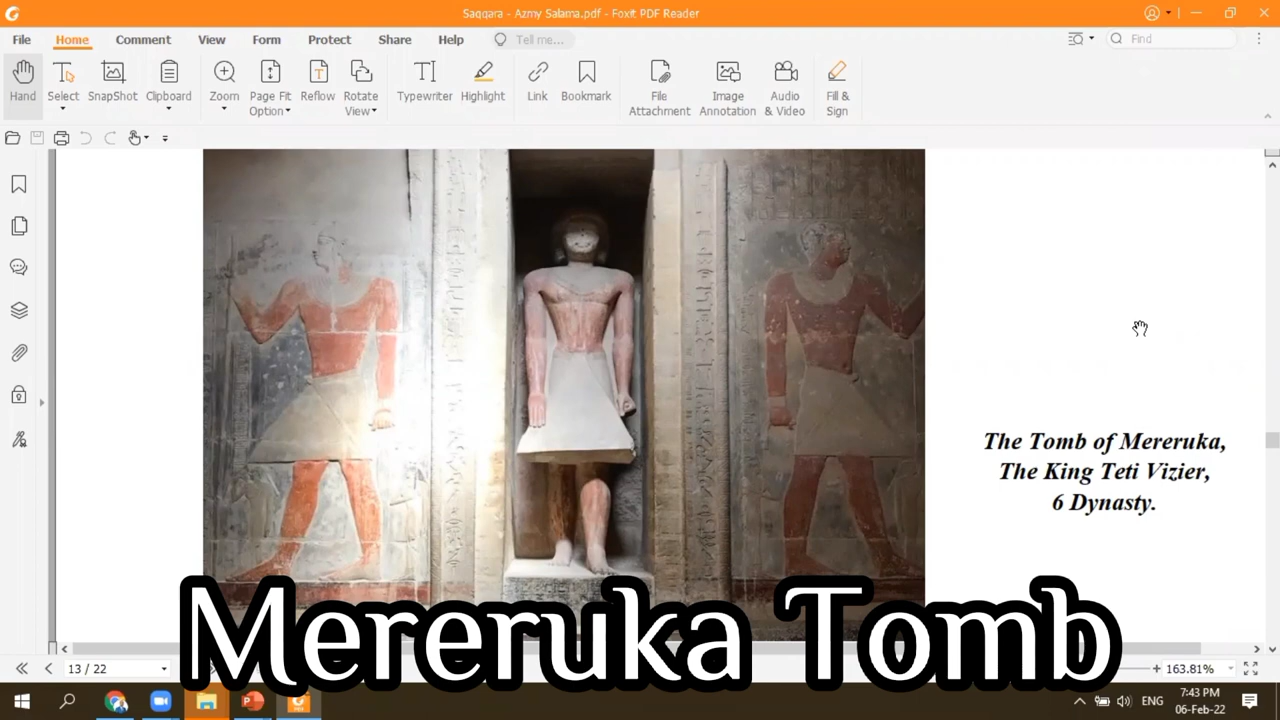 Saqqara - Azmy Salama.pdf - Foxit PDF Reader
File Home Comment View Form Protect Share Help Tell me... Find
Hand Select SnapShot Clipboard Zoom Page Fit Option Reflow Rotate View Typewriter Highlight Link Bookmark File Attachment Image Annotation Audio & Video Fill & Sign
The Tomb of Mereruka,
The King Teti Vizier,
6 Dynasty.
Mereruka Tomb
13 / 22 163.81%
ENG 7:43 PM
06-Feb-22